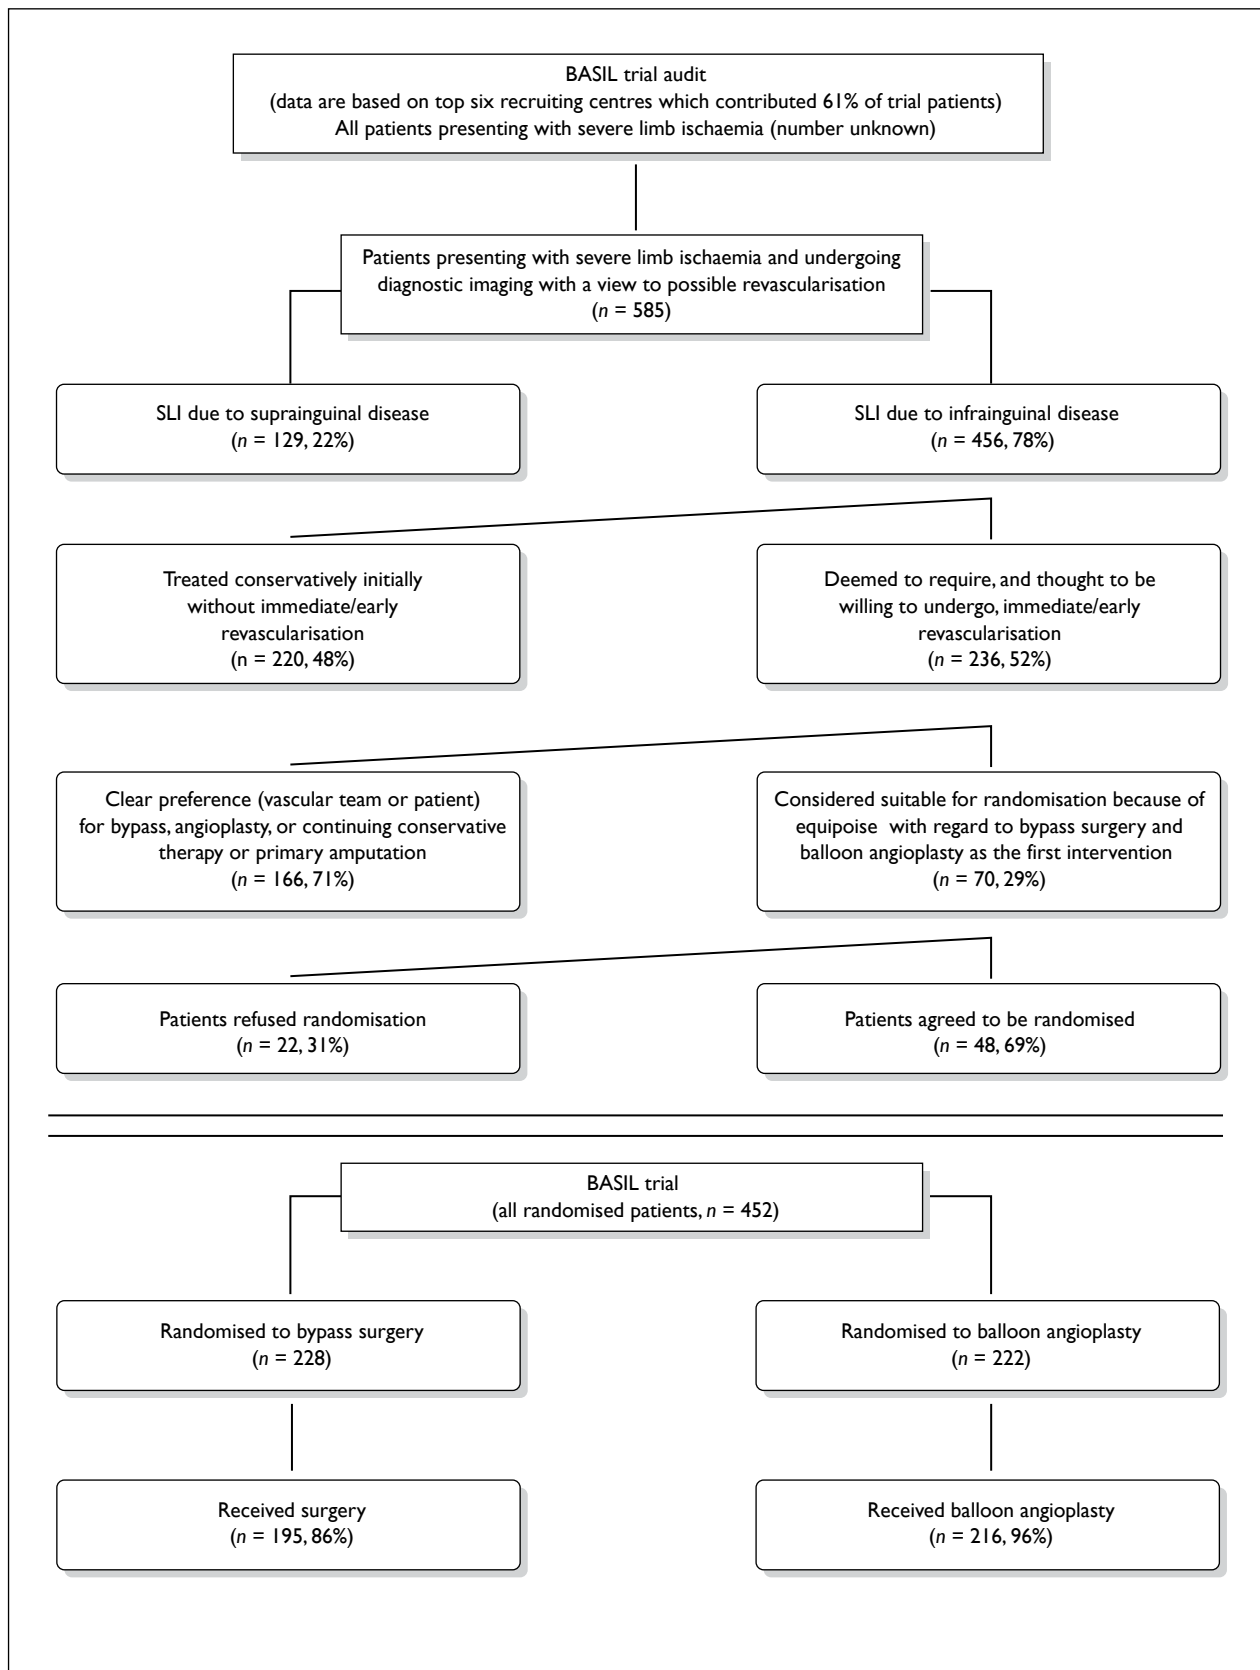 BASIL trial audit
(data are based on top six recruiting centres which contributed 61% of trial patients)
All patients presenting with severe limb ischaemia (number unknown)
Patients presenting with severe limb ischaemia and undergoing
diagnostic imaging with a view to possible revascularisation
(n = 585)
SLI due to suprainguinal disease
(n = 129, 22%)
SLI due to infrainguinal disease
(n = 456, 78%)
Treated conservatively initially
without immediate/early
revascularisation
(n = 220, 48%)
Deemed to require, and thought to be
willing to undergo, immediate/early
revascularisation
(n = 236, 52%)
Clear preference (vascular team or patient)
for bypass, angioplasty, or continuing conservative
therapy or primary amputation
(n = 166, 71%)
Considered suitable for randomisation because of
equipoise with regard to bypass surgery and
balloon angioplasty as the first intervention
(n = 70, 29%)
Patients refused randomisation
(n = 22, 31%)
Patients agreed to be randomised
(n = 48, 69%)
BASIL trial
(all randomised patients, n = 452)
Randomised to bypass surgery
(n = 228)
Randomised to balloon angioplasty
(n = 222)
Received surgery
(n = 195, 86%)
Received balloon angioplasty
(n = 216, 96%)